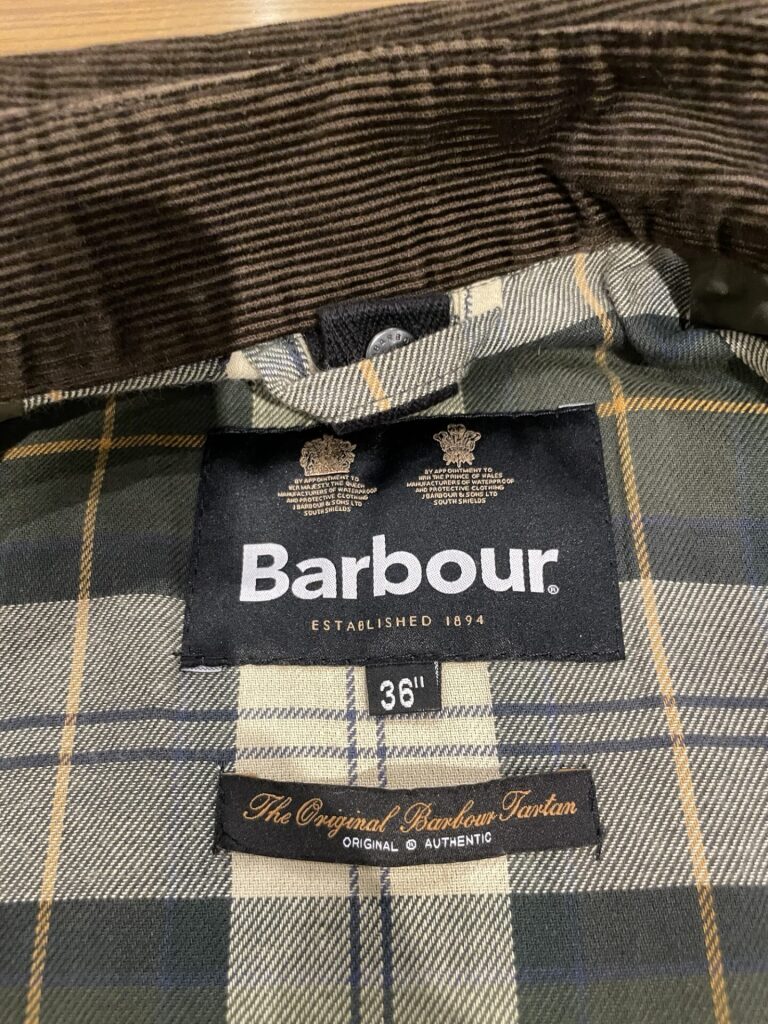 BY APPOINTMENT TO
HER MAJESTY THE QUEEN
MANUFACTURERS OF WATERPROOF
AND PROTECTIVE CLOTHING
J BARBOUR & SONS LTD
SOUTH SHIELDS
BY APPOINTMENT TO
HRH THE PRINCE OF WALES
MANUFACTURERS OF WATERPROOF
AND PROTECTIVE CLOTHING
J BARBOUR & SONS LTD
SOUTH SHIELDS
Barbour®
ESTABLISHED 1894
36"
The Original Barbour Tartan
ORIGINAL ® AUTHENTIC